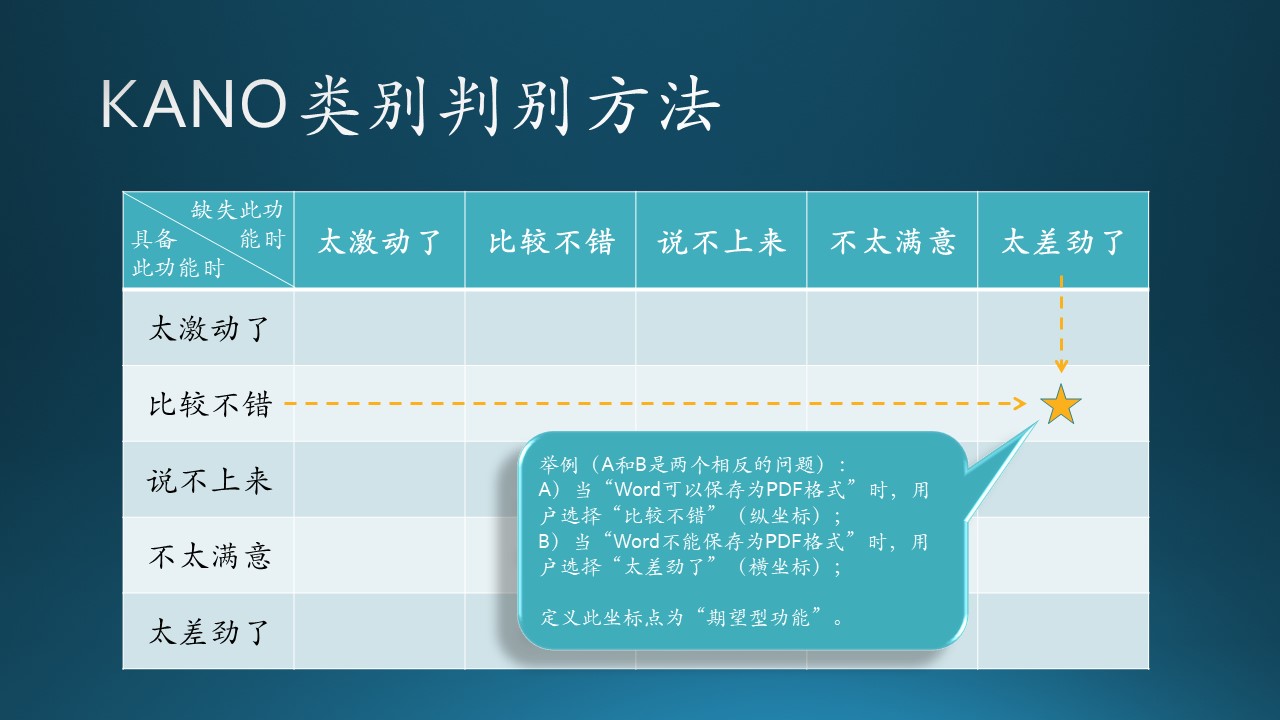 KANO类别判别方法
缺失此功
能时
具备
此功能时
太激动了
比较不错
说不上来
不太满意
太差劲了
太激动了
比较不错
说不上来
不太满意
太差劲了
举例（A和B是两个相反的问题）：
A）当“Word可以保存为PDF格式”时，用
户选择“比较不错”（纵坐标）；
B）当“Word不能保存为PDF格式”时，用
户选择“太差劲了”（横坐标）；
定义此坐标点为“期望型功能”。